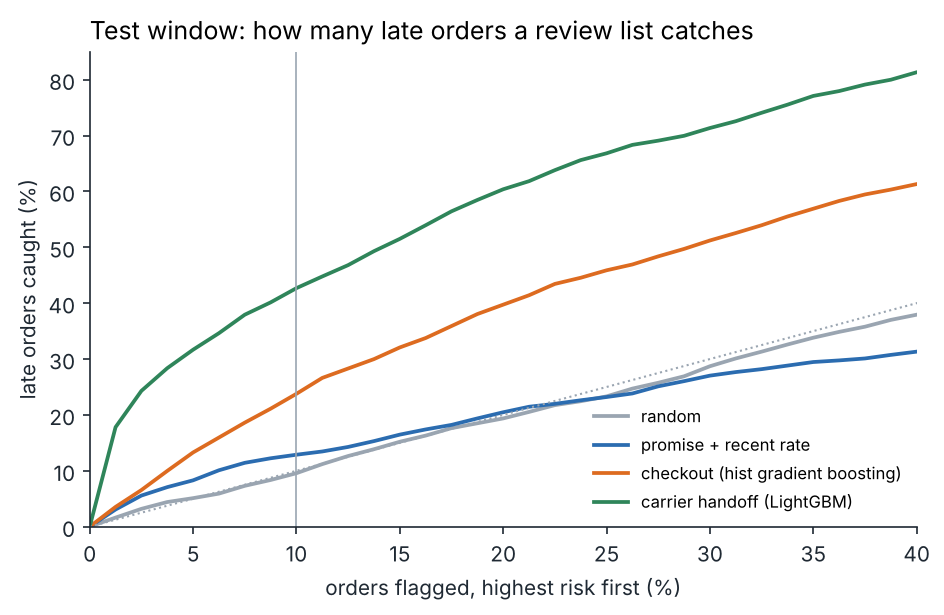 Test window: how many late orders a review list catches
late orders caught (%)
80
70
60
50
40
30
20
10
0
random
promise + recent rate
checkout (hist gradient boosting)
carrier handoff (LightGBM)
0 5 10 15 20 25 30 35 40
orders flagged, highest risk first (%)